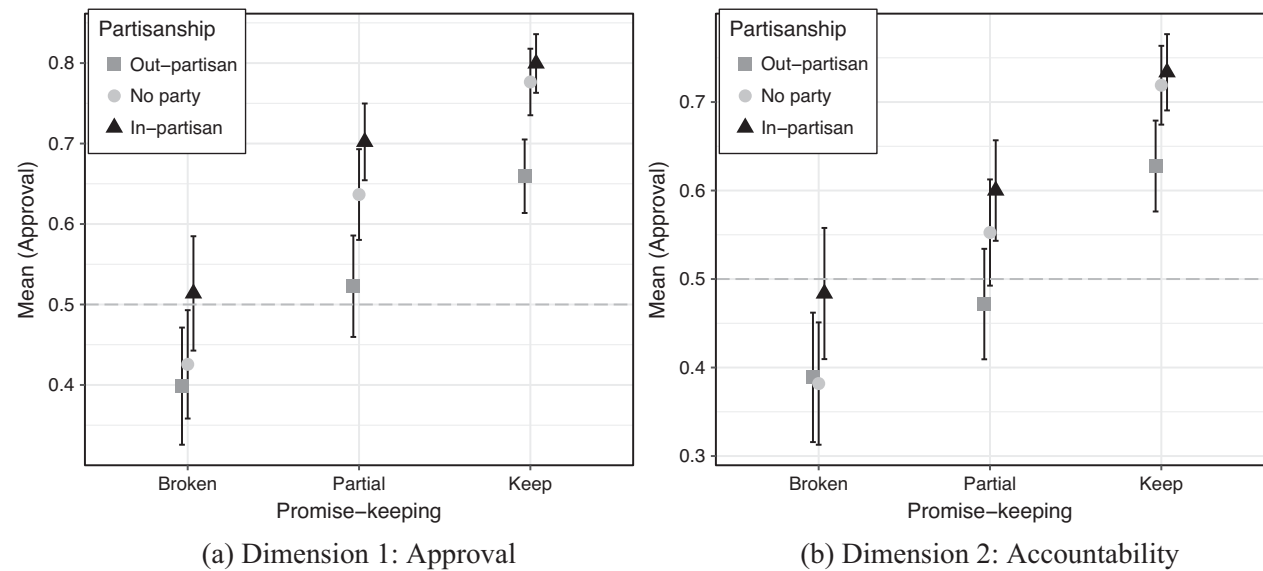 Partisanship
Out−partisan
No party
In−partisan
Mean (Approval)
0.8
0.7
0.6
0.5
0.4
Broken
Partial
Keep
Promise−keeping
(a) Dimension 1: Approval
Partisanship
Out−partisan
No party
In−partisan
Mean (Approval)
0.7
0.6
0.5
0.4
0.3
Broken
Partial
Keep
Promise−keeping
(b) Dimension 2: Accountability